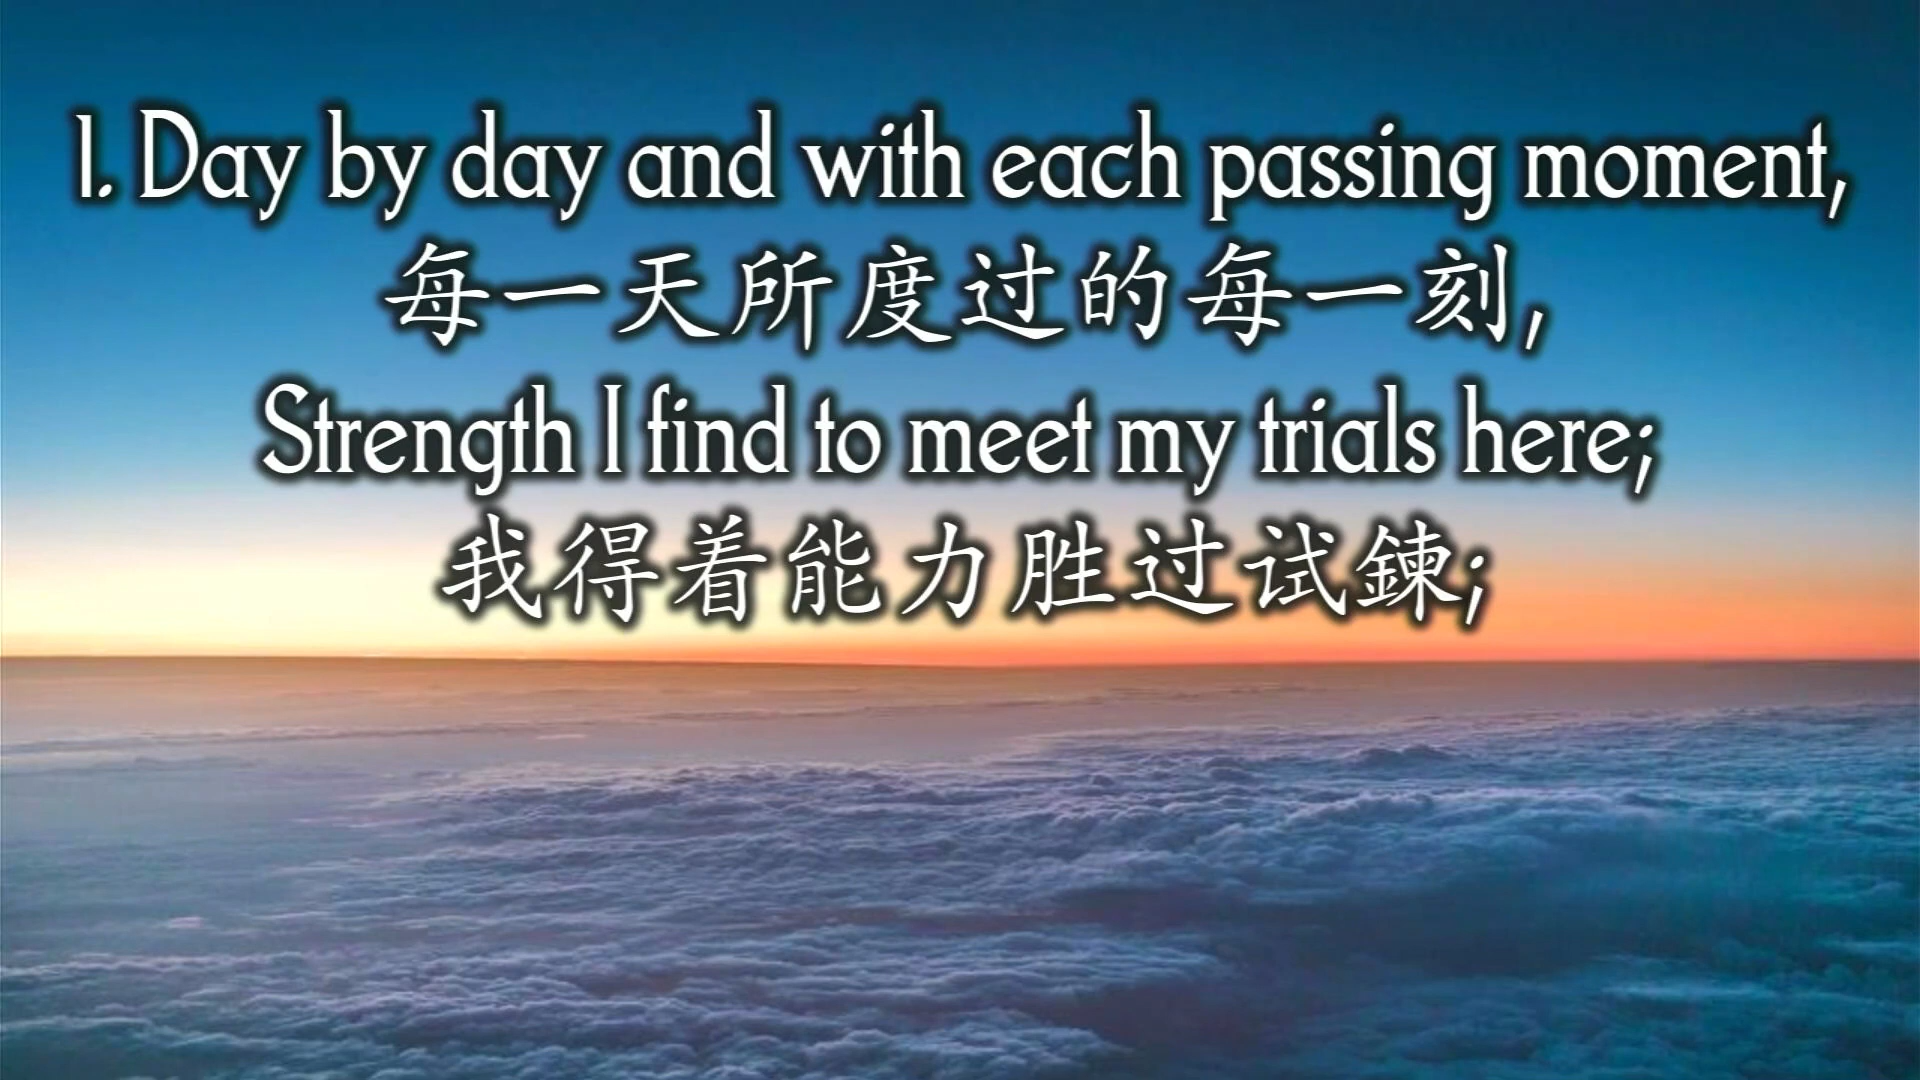 1. Day by day and with each passing moment,
每一天所度过的每一刻,
Strength I find to meet my trials here;
我得着能力胜过试鍊;